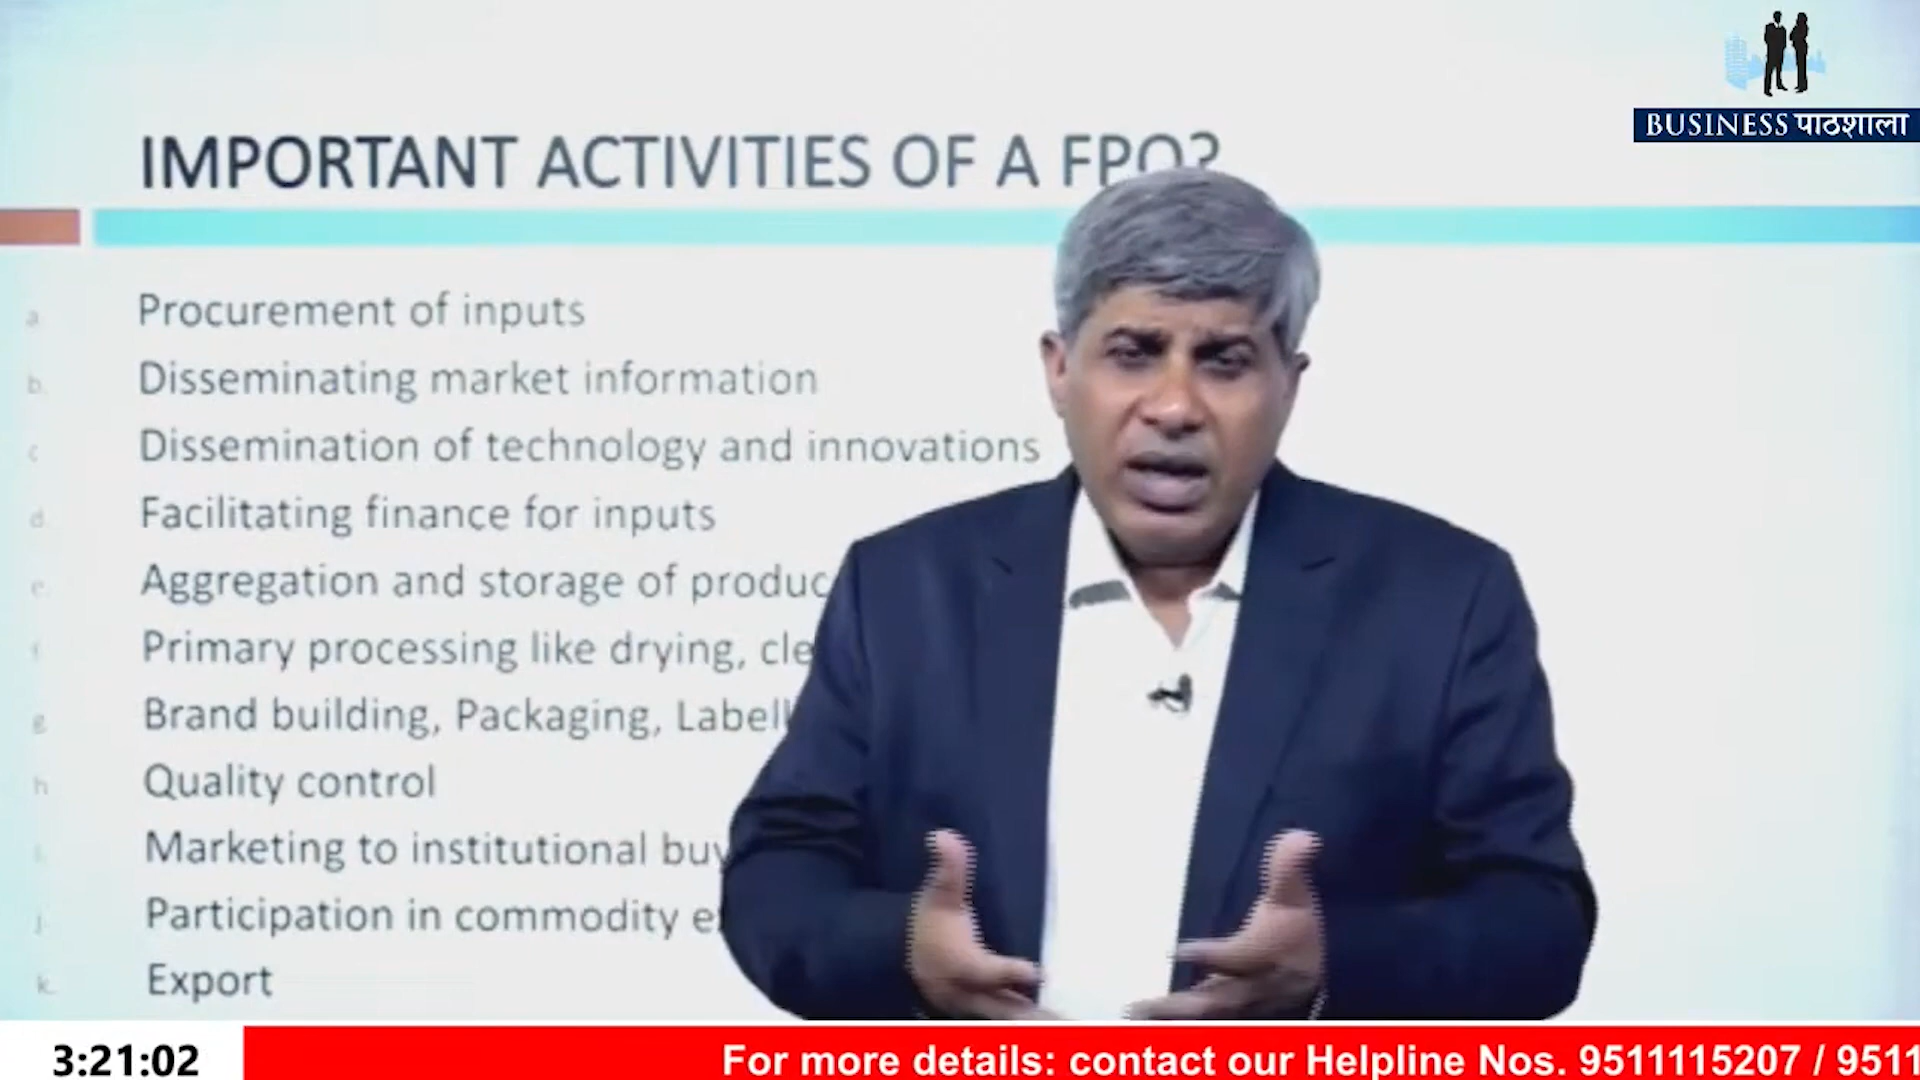 BUSINESS पाठशाला
IMPORTANT ACTIVITIES OF A FPO?
a. Procurement of inputs
b. Disseminating market information
c. Dissemination of technology and innovations
d. Facilitating finance for inputs
e. Aggregation and storage of produc
f. Primary processing like drying, cle
g. Brand building, Packaging, Labell
h. Quality control
i. Marketing to institutional buy
j. Participation in commodity e
k. Export
3:21:02
For more details: contact our Helpline Nos. 9511115207 / 9511